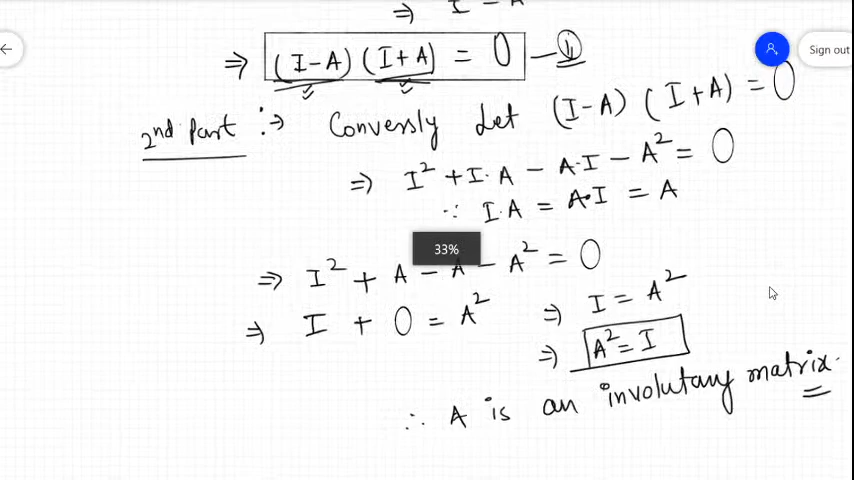 ⇒ I - A
⇒ (I-A) (I+A) = 0 — ①
Sign out
2nd Part :⇒ Conversly Let (I-A) (I+A) = 0
⇒ I² + I·A - A·I - A² = 0
∵ I·A = A·I = A
33%
⇒ I² + A - A - A² = 0
⇒ I + 0 = A² ⇒ I = A²
⇒ A² = I
∴ A is an involutary matrix.